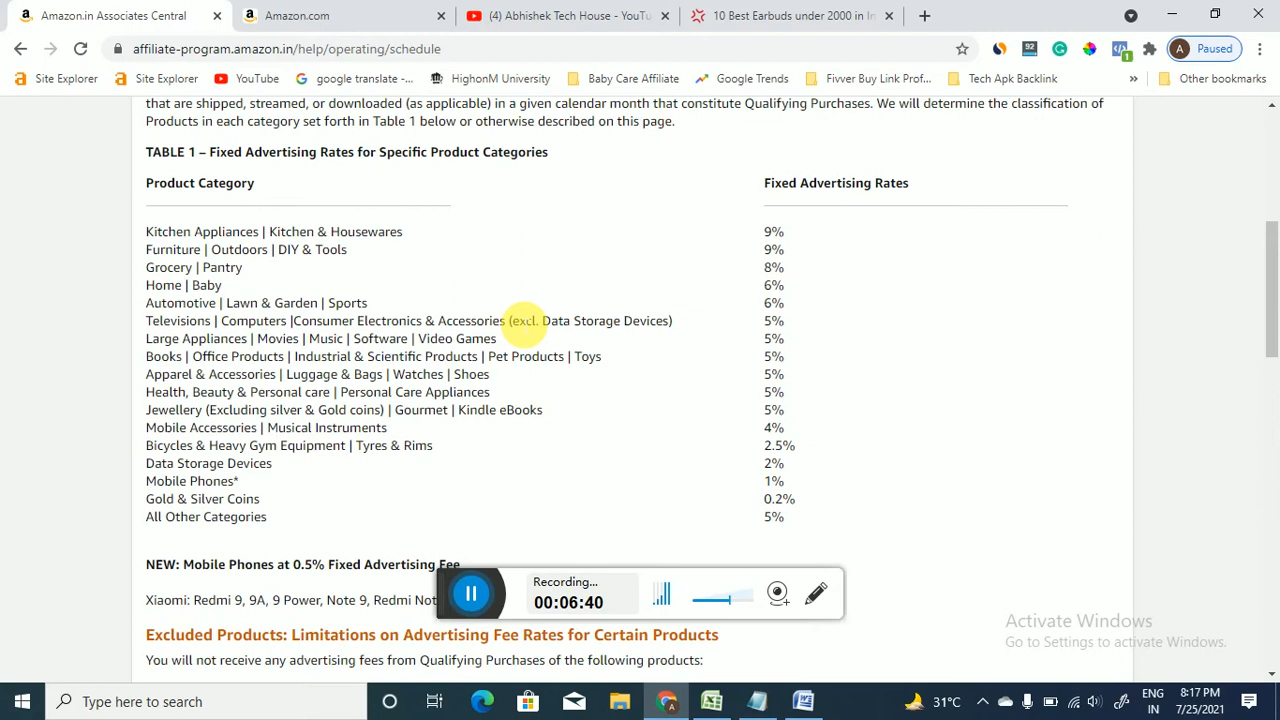 Amazon.in Associates Central
Amazon.com
(4) Abhishek Tech House - YouTu
10 Best Earbuds under 2000 in In
affiliate-program.amazon.in/help/operating/schedule
92
1
A Paused
Site Explorer
Site Explorer
YouTube
google translate -...
HighonM University
Baby Care Affiliate
Google Trends
Fivver Buy Link Prof...
Tech Apk Backlink
»
Other bookmarks
that are shipped, streamed, or downloaded (as applicable) in a given calendar month that constitute Qualifying Purchases. We will determine the classification of
Products in each category set forth in Table 1 below or otherwise described on this page.
TABLE 1 – Fixed Advertising Rates for Specific Product Categories
Product Category Fixed Advertising Rates
Kitchen Appliances | Kitchen & Housewares 9%
Furniture | Outdoors | DIY & Tools 9%
Grocery | Pantry 8%
Home | Baby 6%
Automotive | Lawn & Garden | Sports 6%
Televisions | Computers |Consumer Electronics & Accessories (excl. Data Storage Devices) 5%
Large Appliances | Movies | Music | Software | Video Games 5%
Books | Office Products | Industrial & Scientific Products | Pet Products | Toys 5%
Apparel & Accessories | Luggage & Bags | Watches | Shoes 5%
Health, Beauty & Personal care | Personal Care Appliances 5%
Jewellery (Excluding silver & Gold coins) | Gourmet | Kindle eBooks 5%
Mobile Accessories | Musical Instruments 4%
Bicycles & Heavy Gym Equipment | Tyres & Rims 2.5%
Data Storage Devices 2%
Mobile Phones* 1%
Gold & Silver Coins 0.2%
All Other Categories 5%
NEW: Mobile Phones at 0.5% Fixed Advertising Fee
Recording...
00:06:40
Xiaomi: Redmi 9, 9A, 9 Power, Note 9, Redmi Not
Activate Windows
Go to Settings to activate Windows.
Excluded Products: Limitations on Advertising Fee Rates for Certain Products
You will not receive any advertising fees from Qualifying Purchases of the following products:
Type here to search
31°C
ENG
IN
8:17 PM
7/25/2021